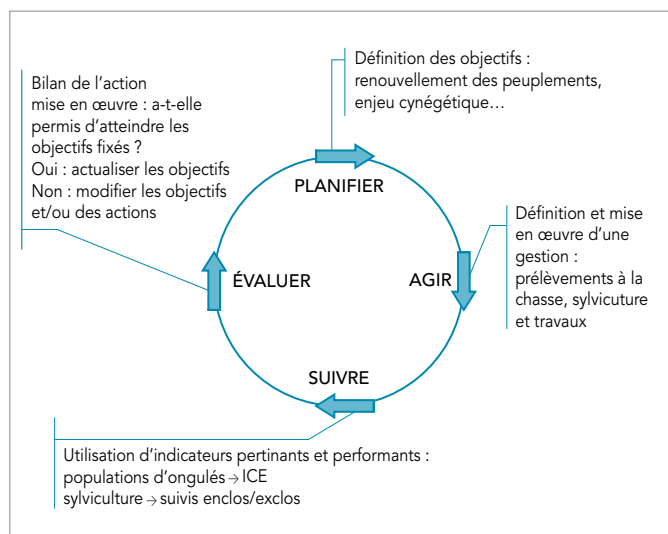 Définition des objectifs :
renouvellement des peuplements,
enjeu cynégétique…
Bilan de l'action
mise en œuvre : a-t-elle
permis d'atteindre les
objectifs fixés ?
Oui : actualiser les objectifs
Non : modifier les objectifs
et/ou des actions
PLANIFIER
Définition et mise
en œuvre d'une
gestion :
prélèvements à la
chasse, sylvicuture
et travaux
ÉVALUER
AGIR
SUIVRE
Utilisation d'indicateurs pertinants et performants :
populations d'ongulés → ICE
sylviculture → suivis enclos/exclos